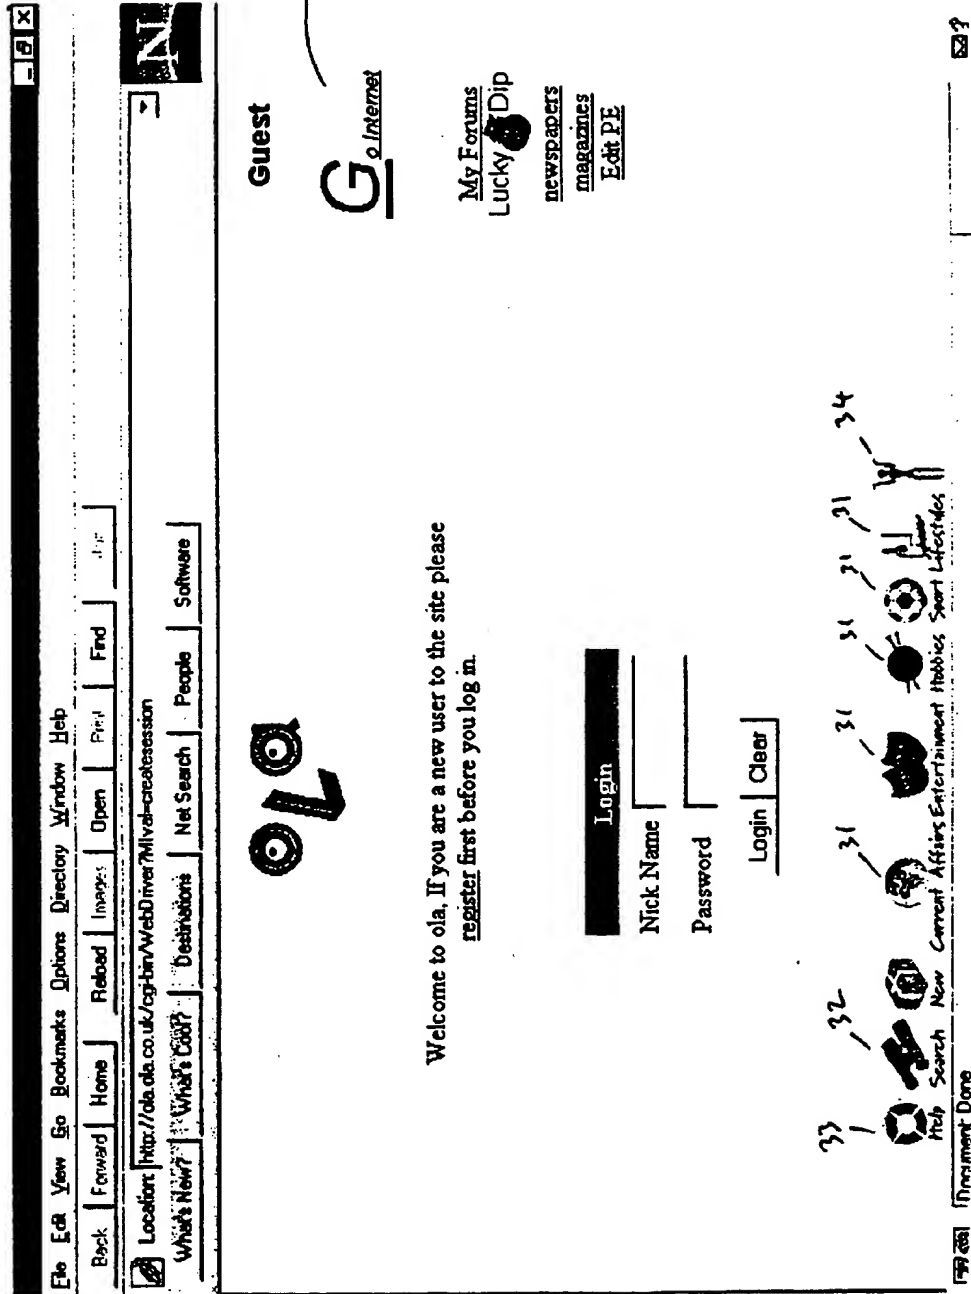 File Edit View Go Bookmarks Options Directory Window Help
Back Forward Home Reload Images Open Print Find
Location: http://ola.ola.co.uk/cgi-bin/WebDriver?MIval=createsession
What's New? What's Cool? Destinations Net Search People Software
N
ola
Guest
Go Internet
My Forums
Lucky Dip
newspapers
magazines
Edit PE
Welcome to ola, If you are a new user to the site please
register first before you log in.
Login
Nick Name
Password
Login Clear
33 32 31 31 31 31 31 34
Help Search New Current Affairs Entertainment Hobbies Sport Lifestyles
Document Done